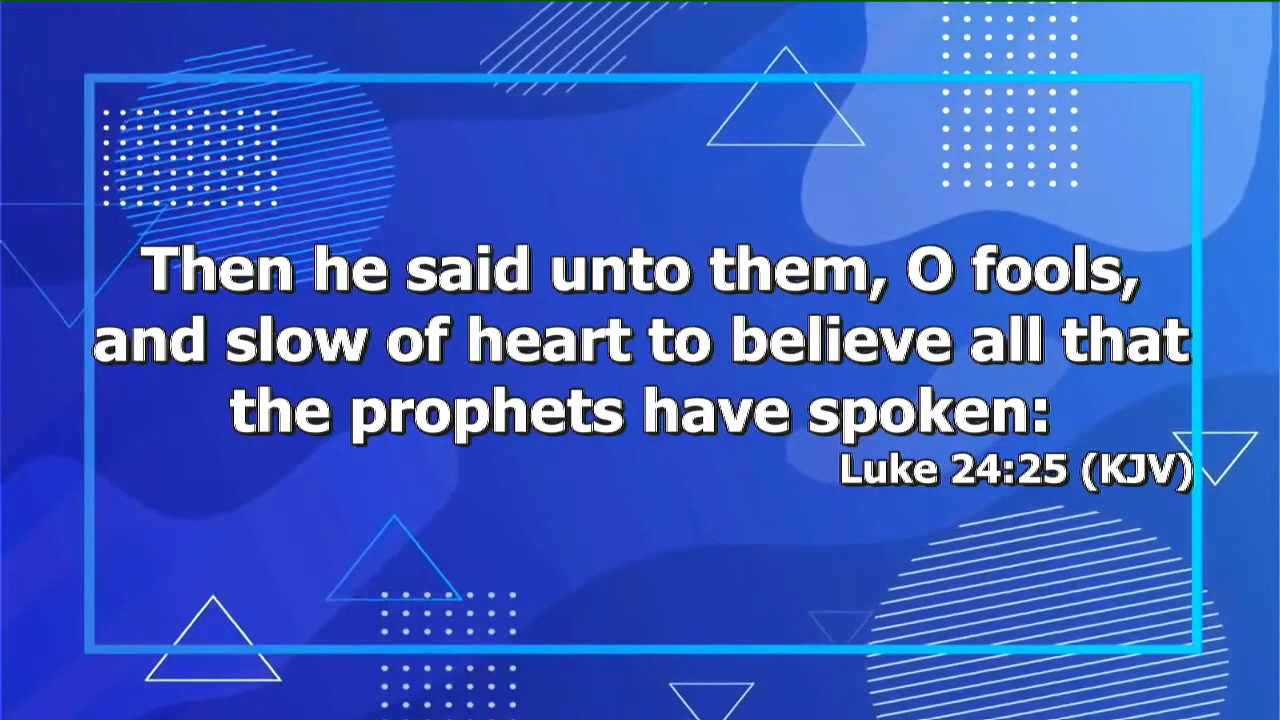 Then he said unto them, O fools,
and slow of heart to believe all that
the prophets have spoken:
Luke 24:25 (KJV)